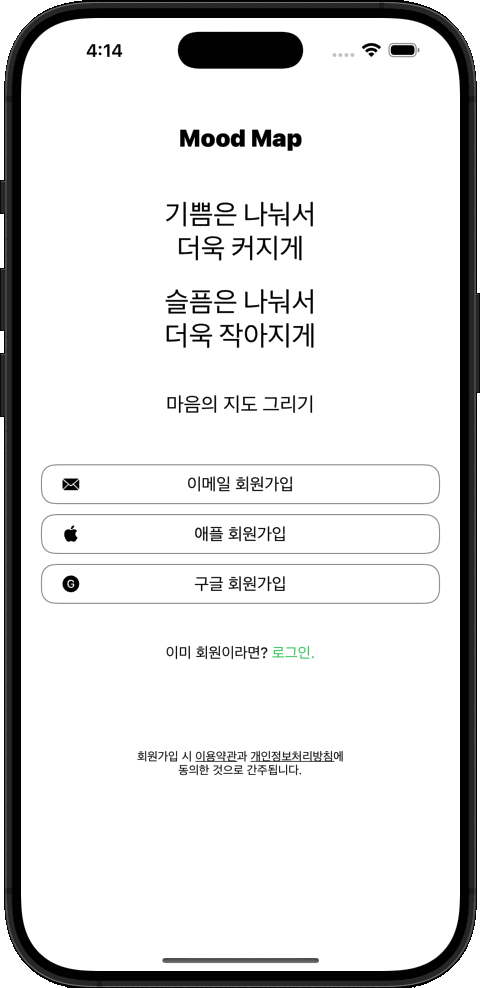 4:14
Mood Map
기쁨은 나눠서
더욱 커지게
슬픔은 나눠서
더욱 작아지게
마음의 지도 그리기
이메일 회원가입
애플 회원가입
G 구글 회원가입
이미 회원이라면? 로그인.
회원가입 시 이용약관과 개인정보처리방침에
동의한 것으로 간주됩니다.